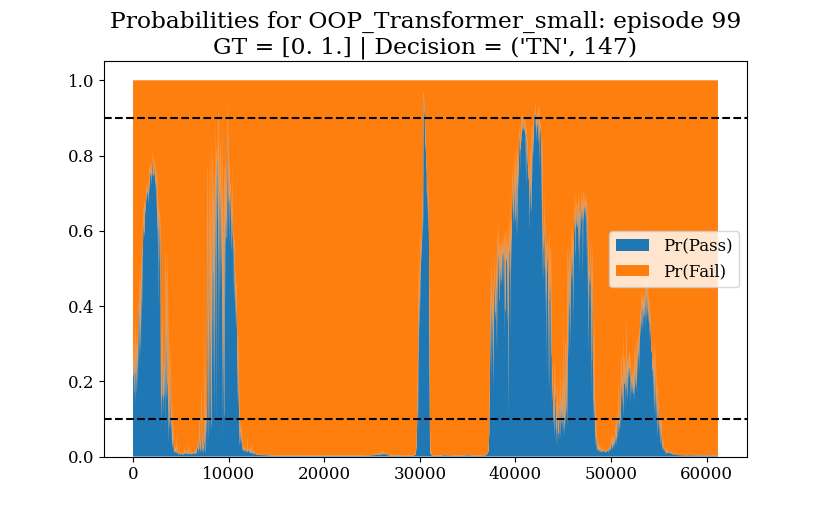 Probabilities for OOP_Transformer_small: episode 99
GT = [0. 1.] | Decision = ('TN', 147)
1.0
0.8
0.6
0.4
0.2
0.0
Pr(Pass)
Pr(Fail)
0 10000 20000 30000 40000 50000 60000